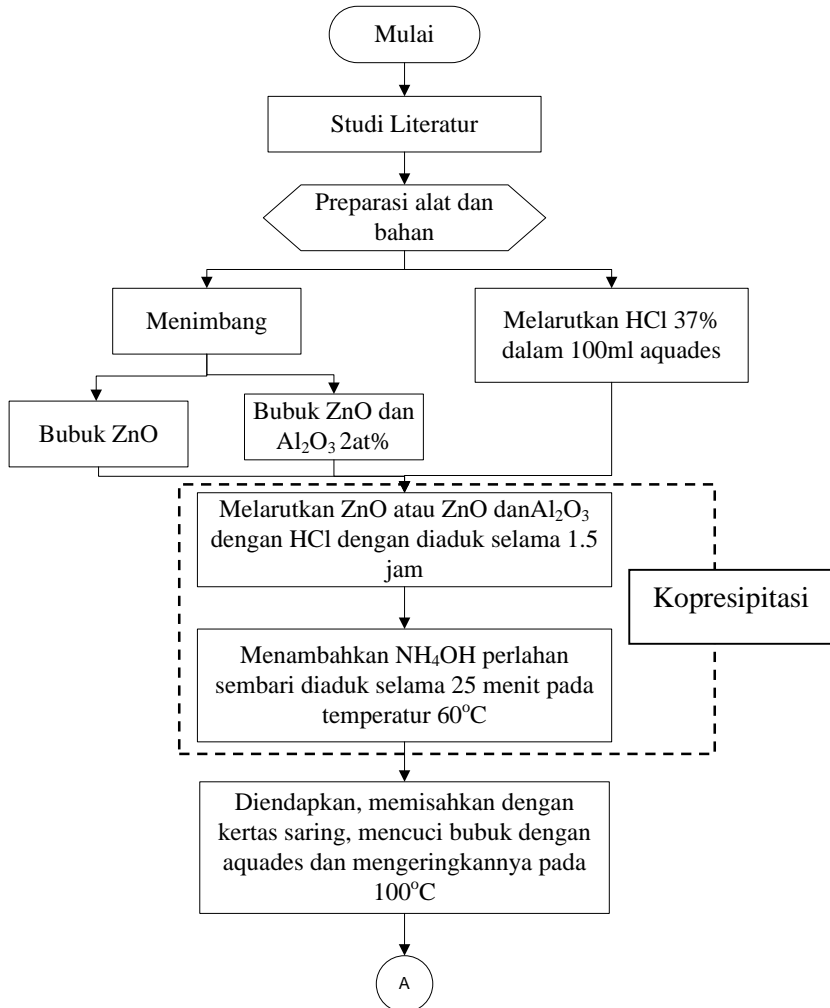 Mulai
Studi Literatur
Preparasi alat dan
bahan
Menimbang
Melarutkan HCl 37%
dalam 100ml aquades
Bubuk ZnO
Bubuk ZnO dan
Al₂O₃ 2at%
Melarutkan ZnO atau ZnO danAl₂O₃
dengan HCl dengan diaduk selama 1.5
jam
Kopresipitasi
Menambahkan NH₄OH perlahan
sembari diaduk selama 25 menit pada
temperatur 60°C
Diendapkan, memisahkan dengan
kertas saring, mencuci bubuk dengan
aquades dan mengeringkannya pada
100°C
A